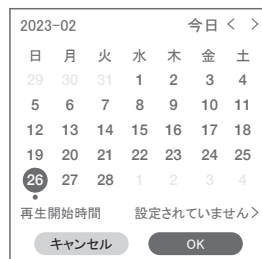 2023-02 今日 < >
日 月 火 水 木 金 土
29 30 31 1 2 3 4
5 6 7 8 9 10 11
12 13 14 15 16 17 18
19 20 21 22 23 24 25
26 27 28 1 2 3 4
再生開始時間 設定されていません>
キャンセル OK